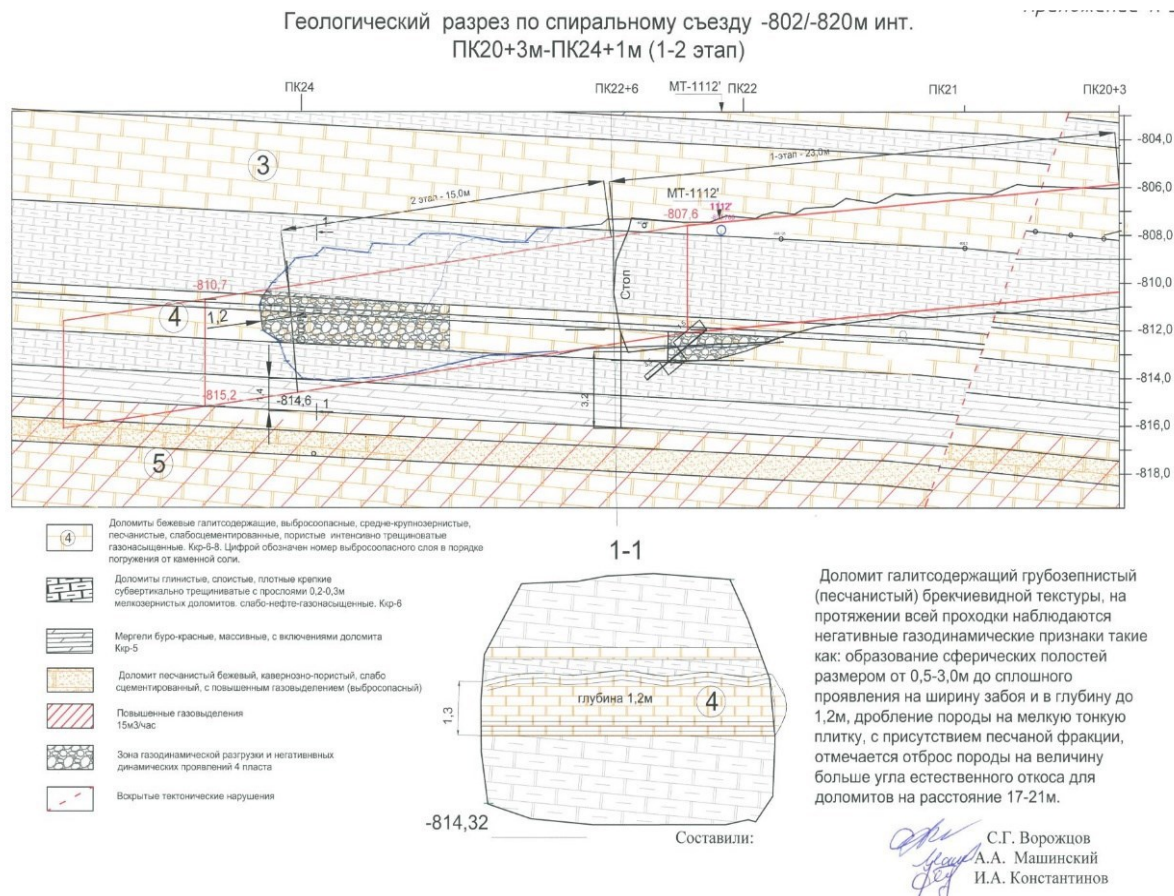 Геологический разрез по спиральному съезду -802/-820м инт.
ПК20+3м-ПК24+1м (1-2 этап)
ПК24
ПК22+6
МТ-1112'
ПК22
ПК21
ПК20+3
-804,0
-806,0
-808,0
-810,0
-812,0
-814,0
-816,0
-818,0
3
1-этап - 23,0м
2 этап - 15,0м
МТ-1112'
1112'
-807,6
1
Стоп
-810,7
4
1,2
-815,2
1,4
-814,6
1
3,2
5
4
Доломиты бежевые галитсодержащие, выбросоопасные, средне-крупнозернистые,
песчанистые, слабосцементированные, пористые интенсивно трещиноватые
газонасыщенные. Ккр-6-8. Цифрой обозначен номер выбросоопасного слоя в порядке
погружения от каменной соли.
Доломиты глинистые, слоистые, плотные крепкие
субвертикально трещиниватые с прослоями 0,2-0,3м
мелкозернистых доломитов. слабо-нефте-газонасыщенные. Ккр-6
Мергели буро-красные, массивные, с включениями доломита
Ккр-5
Доломит песчанистый бежевый, кавернозно-пористый, слабо
сцементированный, с повышенным газовыделением (выбросопасный)
Повышенные газовыделения
15м3/час
Зона газодинамической разгрузки и негативневных
динамических проявлений 4 пласта
Вскрытые тектонические нарушения
1-1
глубина 1,2м
4
1,3
-814,32
Доломит галитсодержащий грубозепнистый
(песчанистый) брекчиевидной текстуры, на
протяжении всей проходки наблюдаются
негативные газодинамические признаки такие
как: образование сферических полостей
размером от 0,5-3,0м до сплошного
проявления на ширину забоя и в глубину до
1,2м, дробление породы на мелкую тонкую
плитку, с присутствием песчаной фракции,
отмечается отброс породы на величину
больше угла естественного откоса для
доломитов на расстояние 17-21м.
Составили:
С.Г. Ворожцов
А.А. Машинский
И.А. Константинов